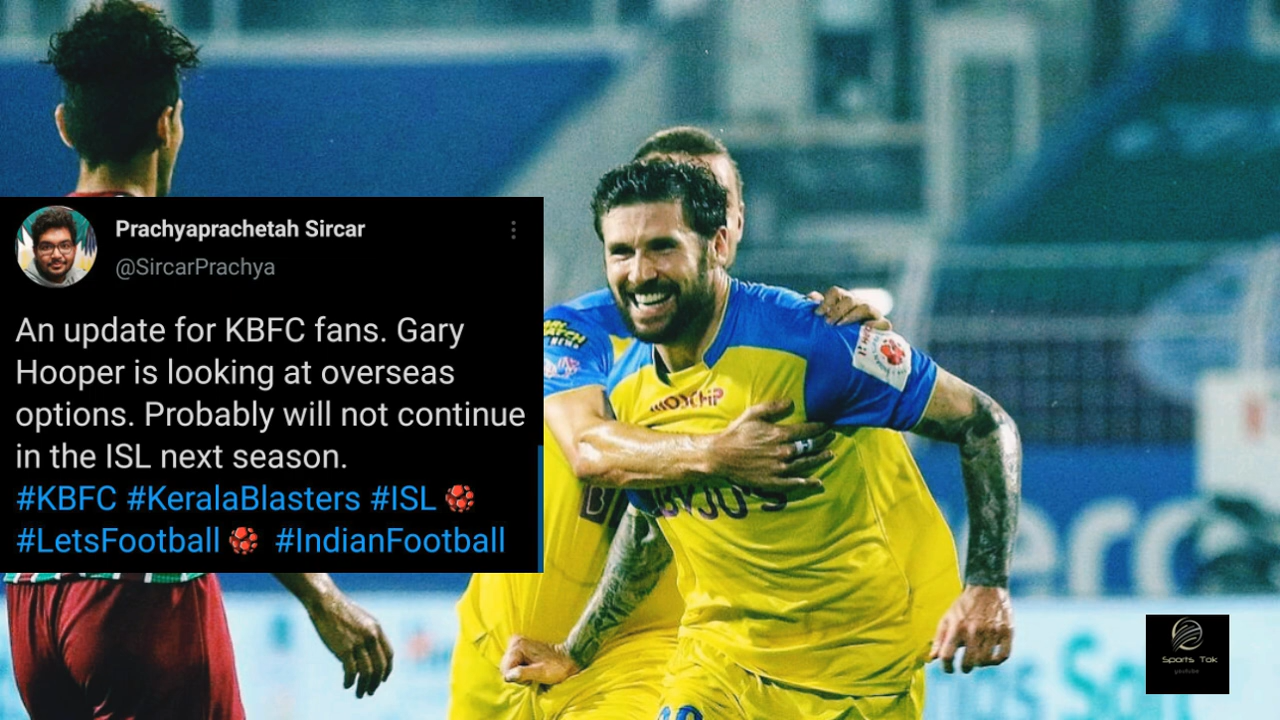 Prachyaprachetah Sircar
@SircarPrachya
An update for KBFC fans. Gary
Hooper is looking at overseas
options. Probably will not continue
in the ISL next season.
#KBFC #KeralaBlasters #ISL
#LetsFootball #IndianFootball
BYJU'S
Sports Tok
youtube